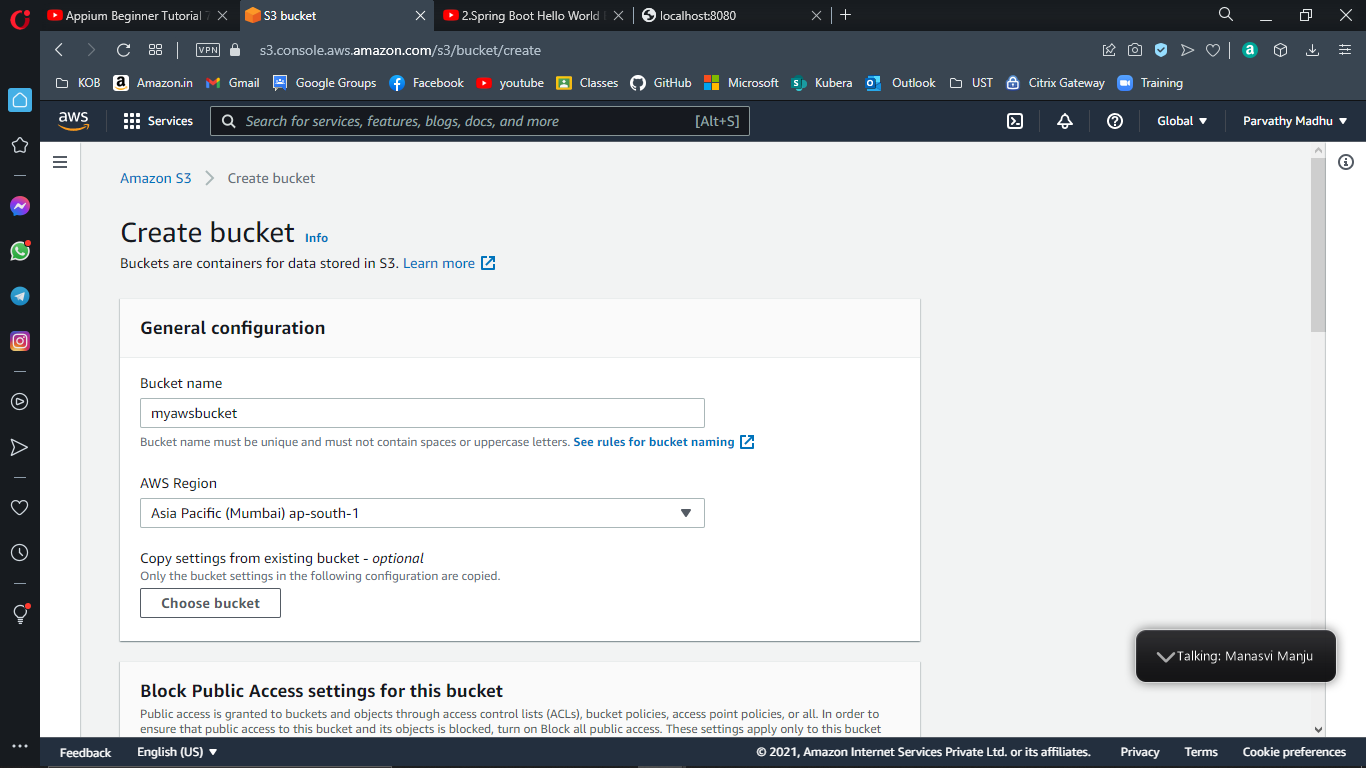 Appium Beginner Tutorial
S3 bucket
2.Spring Boot Hello World
localhost:8080
VPN
s3.console.aws.amazon.com/s3/bucket/create
KOB
Amazon.in
Gmail
Google Groups
Facebook
youtube
Classes
GitHub
Microsoft
Kubera
Outlook
UST
Citrix Gateway
Training
aws
Services
Search for services, features, blogs, docs, and more
[Alt+S]
Global
Parvathy Madhu
Amazon S3
Create bucket
Create bucket
Info
Buckets are containers for data stored in S3. Learn more
General configuration
Bucket name
myawsbucket
Bucket name must be unique and must not contain spaces or uppercase letters. See rules for bucket naming
AWS Region
Asia Pacific (Mumbai) ap-south-1
Copy settings from existing bucket - optional
Only the bucket settings in the following configuration are copied.
Choose bucket
Talking: Manasvi Manju
Block Public Access settings for this bucket
Public access is granted to buckets and objects through access control lists (ACLs), bucket policies, access point policies, or all. In order to
ensure that public access to this bucket and its objects is blocked, turn on Block all public access. These settings apply only to this bucket
Feedback
English (US)
© 2021, Amazon Internet Services Private Ltd. or its affiliates.
Privacy
Terms
Cookie preferences